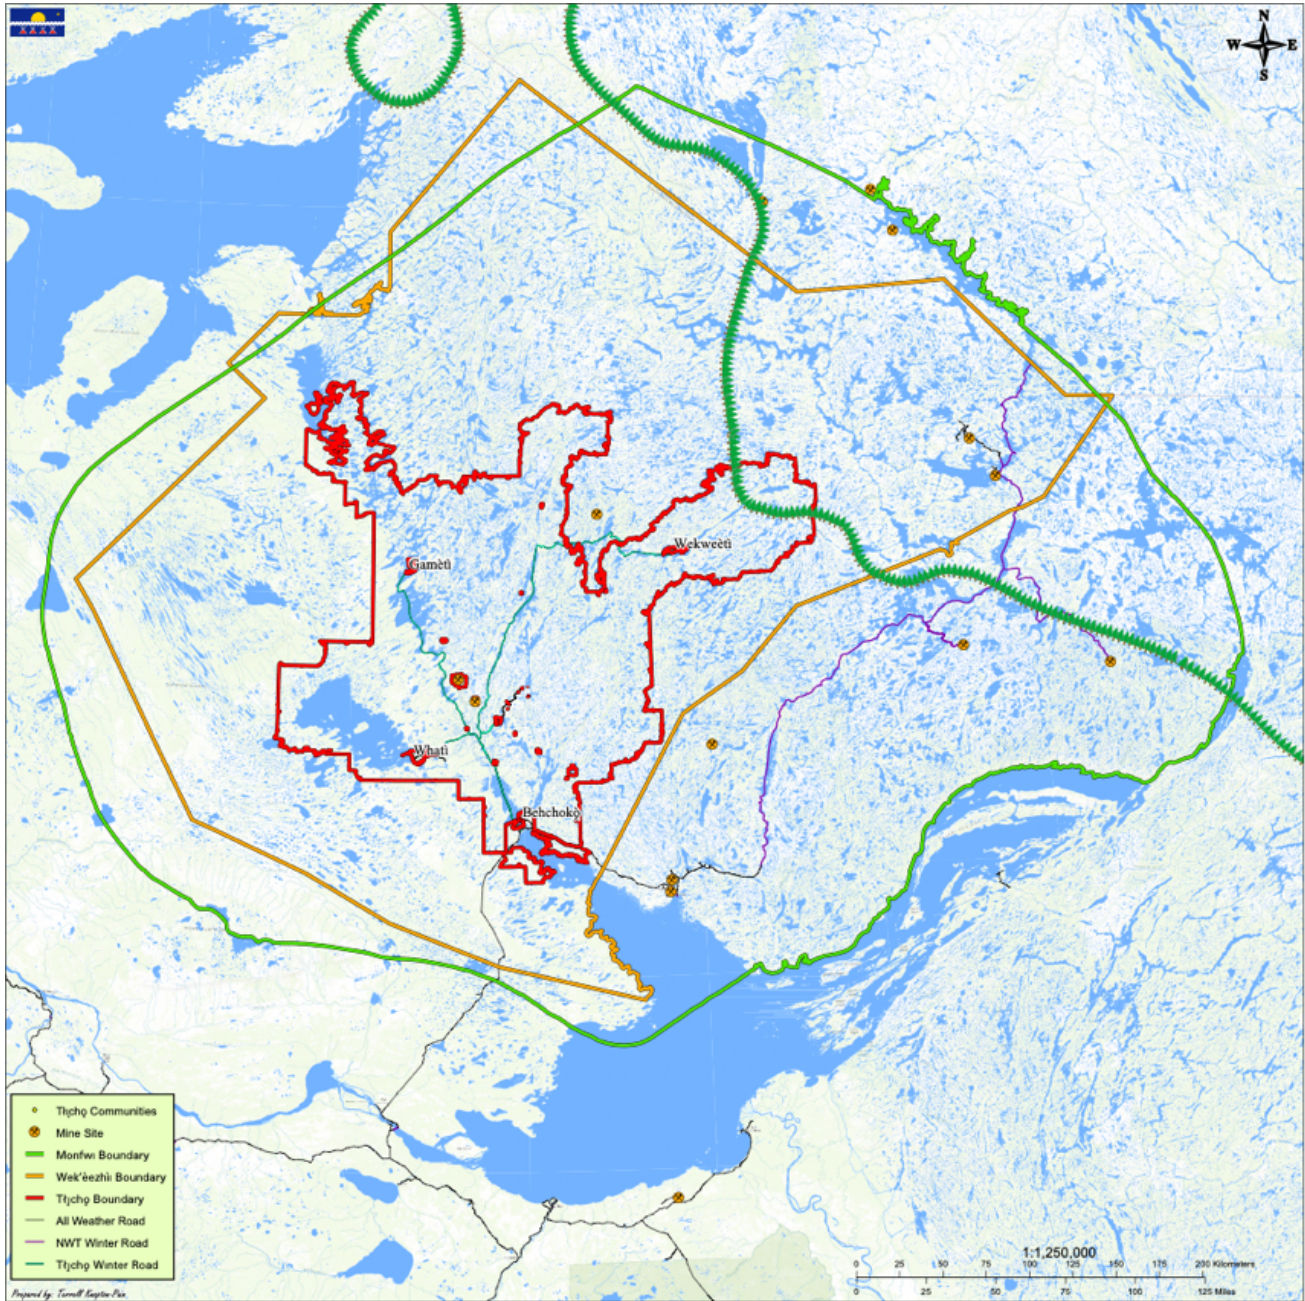 N
W E
S
Gamètì
Wekweètì
Whatì
Behchokǫ̀
Tłı̨chǫ Communities
Mine Site
Monfwı Boundary
Wek'èezhìı Boundary
Tłı̨chǫ Boundary
All Weather Road
NWT Winter Road
Tłı̨chǫ Winter Road
1:1,250,000
0 25 50 75 100 125 150 175 200 Kilometers
0 25 50 75 100 125 Miles
Prepared by: